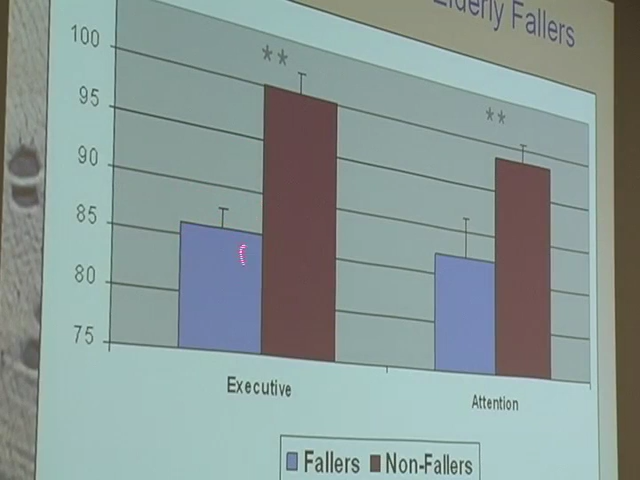 Elderly Fallers
100
95
90
85
80
75
**
**
Executive
Attention
Fallers Non-Fallers